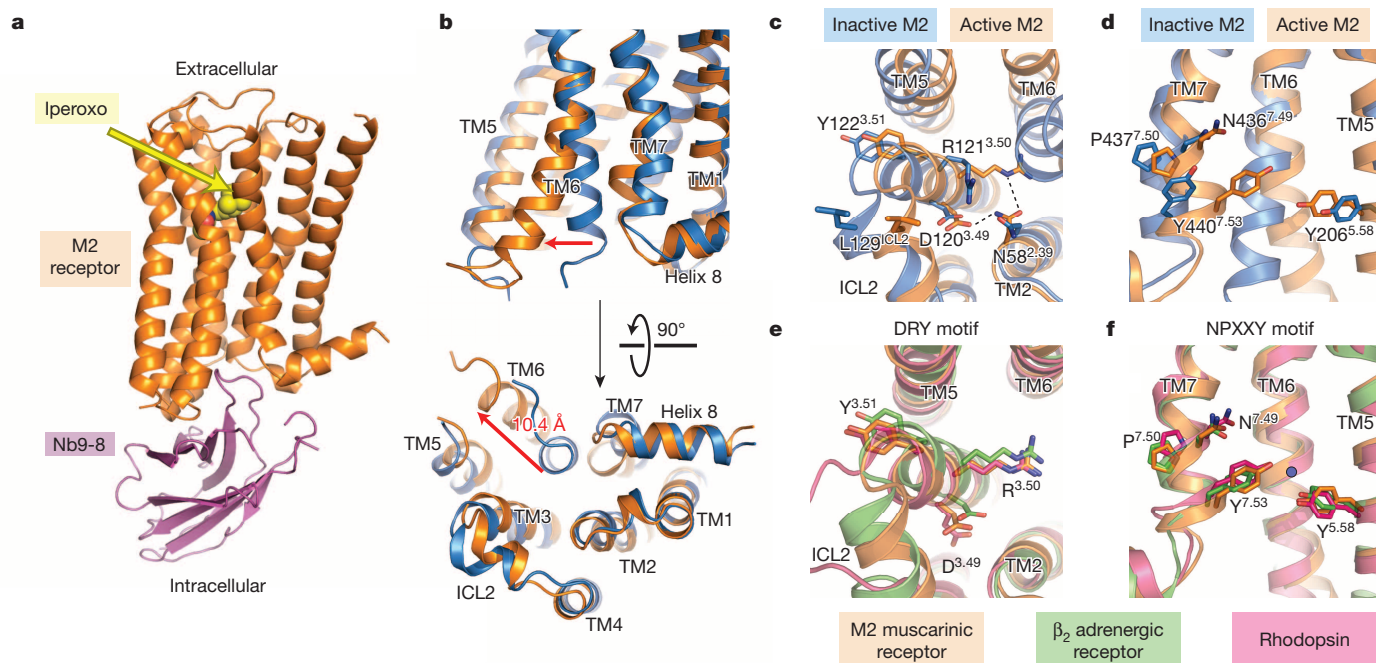 a
Extracellular
Iperoxo
M2
receptor
Nb9-8
Intracellular
b
TM5
TM6
TM7
TM1
Helix 8
90°
TM6
10.4 Å
TM7
Helix 8
TM5
TM3
TM1
TM2
ICL2
TM4
c
Inactive M2
Active M2
TM5
TM6
Y122³·⁵¹
R121³·⁵⁰
L129ᴵᶜᴸ²
D120³·⁴⁹
N58²·³⁹
ICL2
TM2
d
Inactive M2
Active M2
TM7
TM6
N436⁷·⁴⁹
TM5
P437⁷·⁵⁰
Y440⁷·⁵³
Y206⁵·⁵⁸
e
DRY motif
TM5
TM6
Y³·⁵¹
R³·⁵⁰
ICL2
D³·⁴⁹
TM2
f
NPXXY motif
TM7
TM6
N⁷·⁴⁹
TM5
P⁷·⁵⁰
Y⁷·⁵³
Y⁵·⁵⁸
M2 muscarinic
receptor
β₂ adrenergic
receptor
Rhodopsin